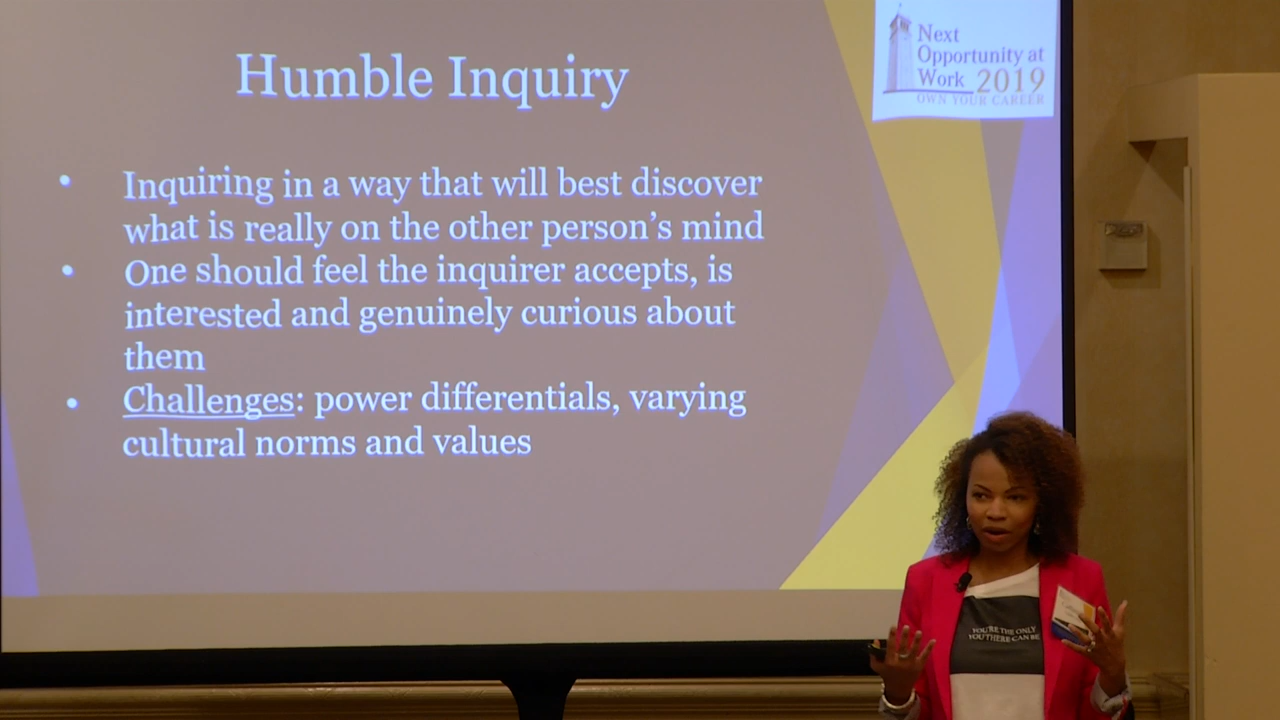 Humble Inquiry
Next
Opportunity at
Work 2019
OWN YOUR CAREER
• Inquiring in a way that will best discover
what is really on the other person's mind
• One should feel the inquirer accepts, is
interested and genuinely curious about
them
• Challenges: power differentials, varying
cultural norms and values
YOU'RE THE ONLY
YOU THERE CAN BE